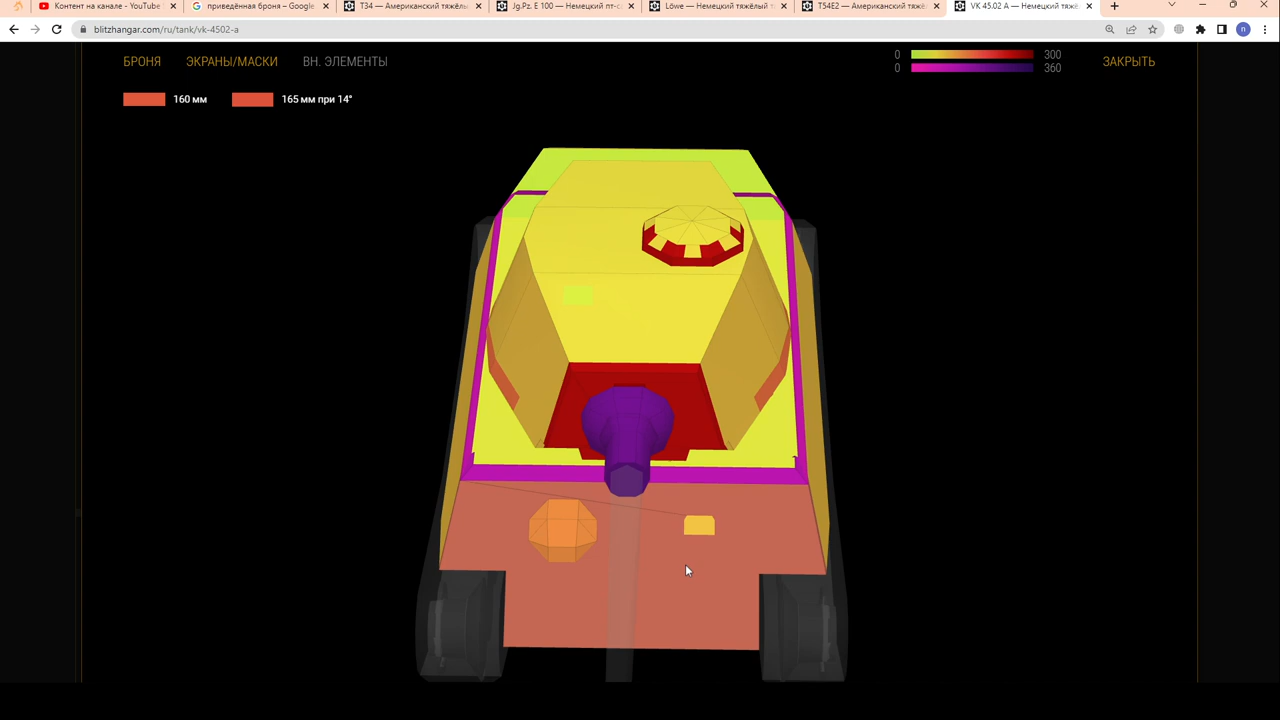 Контент на канале - YouTube
приведённая броня – Google
T34 — Американский тяжёль
Jg.Pz. E 100 — Немецкий пт-с
Löwe — Немецкий тяжёлый т
T54E2 — Американский тяжё
VK 45.02 A — Немецкий тяжё
blitzhangar.com/ru/tank/vk-4502-a
n
БРОНЯ ЭКРАНЫ/МАСКИ ВН. ЭЛЕМЕНТЫ
0 300
0 360
ЗАКРЫТЬ
160 мм 165 мм при 14°